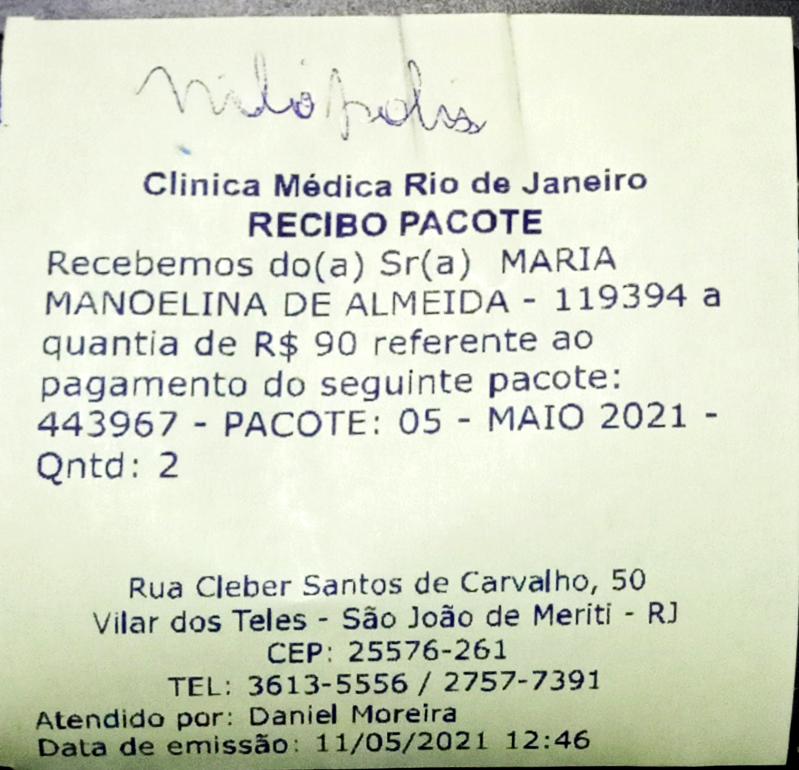 Nilópolis
Clinica Médica Rio de Janeiro
RECIBO PACOTE
Recebemos do(a) Sr(a) MARIA
MANOELINA DE ALMEIDA - 119394 a
quantia de R$ 90 referente ao
pagamento do seguinte pacote:
443967 - PACOTE: 05 - MAIO 2021 -
Qntd: 2
Rua Cleber Santos de Carvalho, 50
Vilar dos Teles - São João de Meriti - RJ
CEP: 25576-261
TEL: 3613-5556 / 2757-7391
Atendido por: Daniel Moreira
Data de emissão: 11/05/2021 12:46